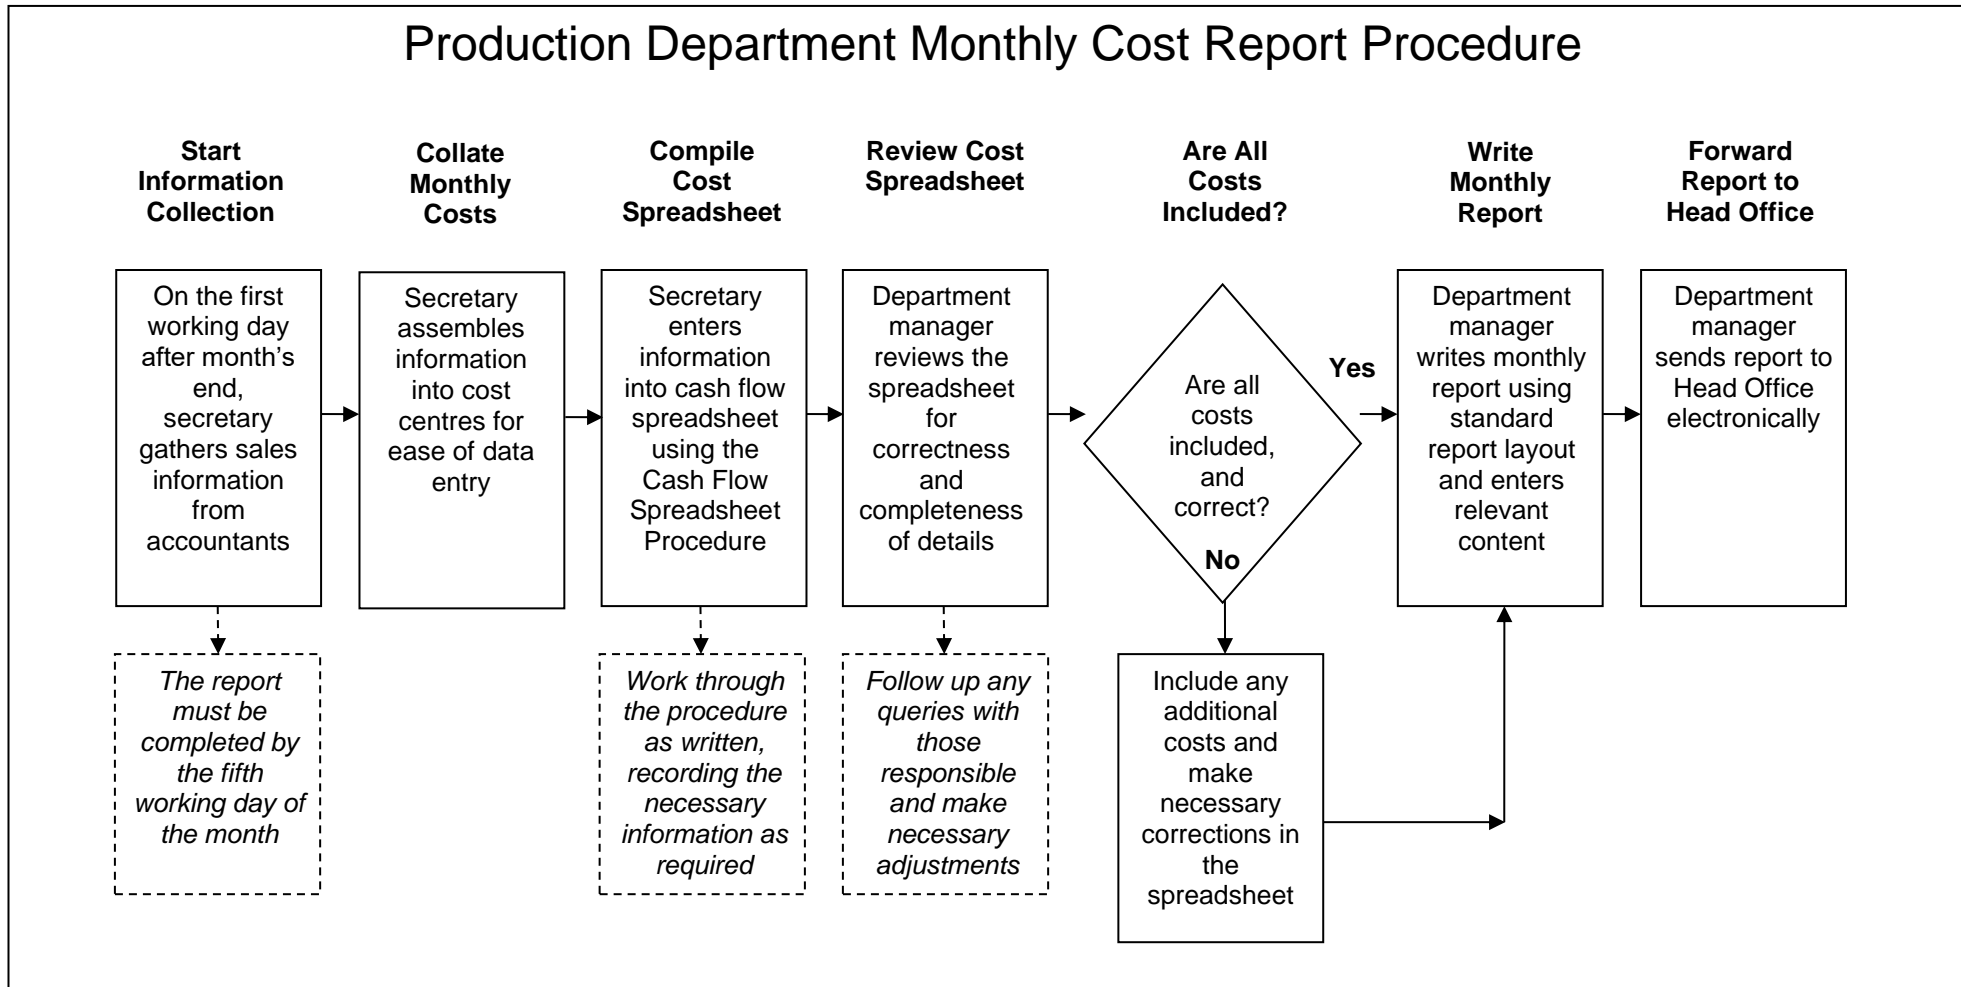 Production Department Monthly Cost Report Procedure
Start
Information
Collection
Collate
Monthly
Costs
Compile
Cost
Spreadsheet
Review Cost
Spreadsheet
Are All
Costs
Included?
Write
Monthly
Report
Forward
Report to
Head Office
On the first
working day
after month’s
end,
secretary
gathers sales
information
from
accountants
Secretary
assembles
information
into cost
centres for
ease of data
entry
Secretary
enters
information
into cash flow
spreadsheet
using the
Cash Flow
Spreadsheet
Procedure
Department
manager
reviews the
spreadsheet
for
correctness
and
completeness
of details
Are all
costs
included,
and
correct?
Yes
No
Department
manager
writes monthly
report using
standard
report layout
and enters
relevant
content
Department
manager
sends report to
Head Office
electronically
The report
must be
completed by
the fifth
working day of
the month
Work through
the procedure
as written,
recording the
necessary
information as
required
Follow up any
queries with
those
responsible
and make
necessary
adjustments
Include any
additional
costs and
make
necessary
corrections in
the
spreadsheet